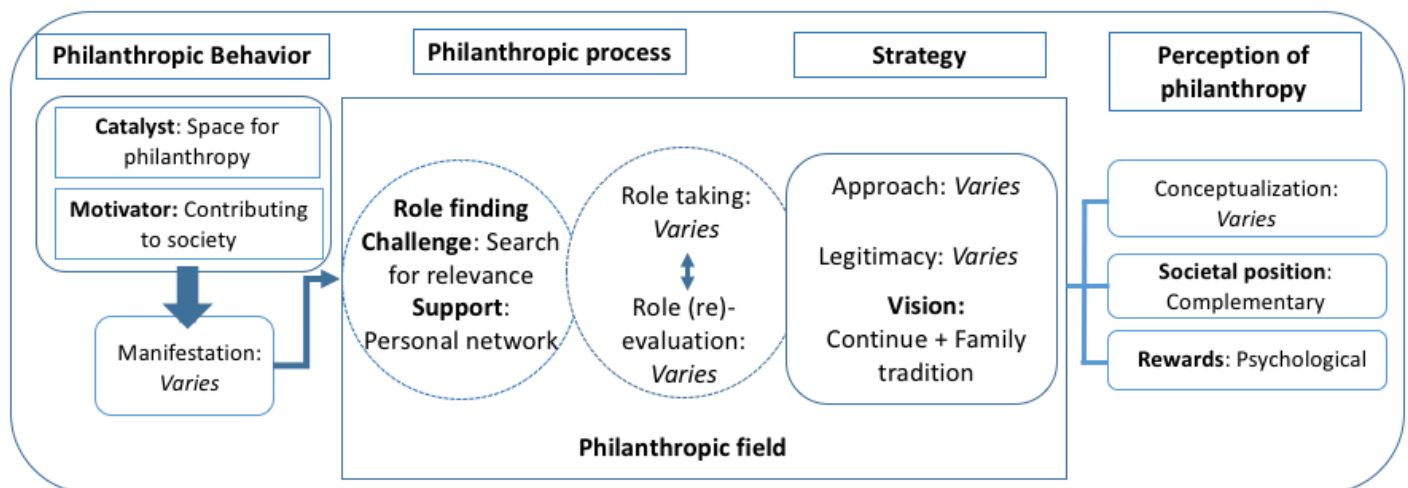 Philanthropic Behavior
Philanthropic process
Strategy
Perception of
philanthropy
Catalyst: Space for
philanthropy
Motivator: Contributing
to society
Manifestation:
Varies
Role finding
Challenge: Search
for relevance
Support:
Personal network
Role taking:
Varies
Role (re)-
evaluation:
Varies
Approach: Varies
Legitimacy: Varies
Vision:
Continue + Family
tradition
Philanthropic field
Conceptualization:
Varies
Societal position:
Complementary
Rewards: Psychological